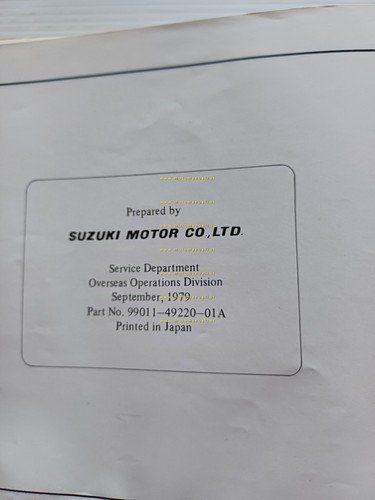 Prepared by
SUZUKI MOTOR CO.,LTD.
Service Department
Overseas Operations Division
September, 1979
Part No. 99011–49220–01A
Printed in Japan